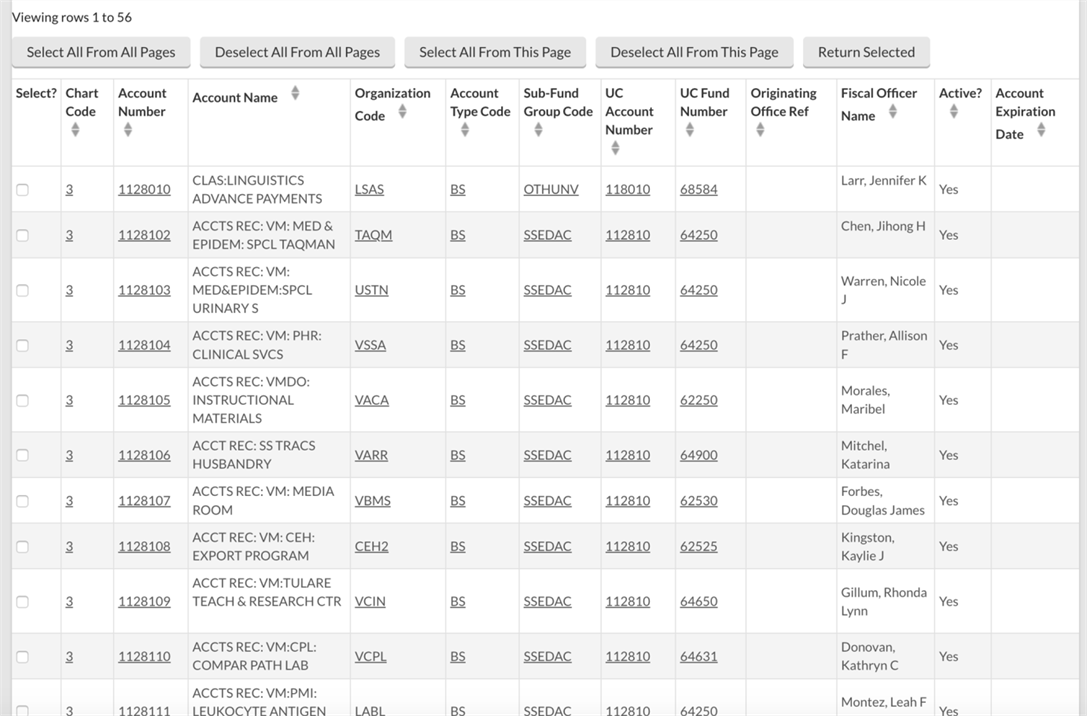 Viewing rows 1 to 56
Select All From All Pages Deselect All From All Pages Select All From This Page Deselect All From This Page Return Selected
Select? Chart Code Account Number Account Name Organization Code Account Type Code Sub-Fund Group Code UC Account Number UC Fund Number Originating Office Ref Fiscal Officer Name Active? Account Expiration Date
3 1128010 CLAS:LINGUISTICS ADVANCE PAYMENTS LSAS BS OTHUNV 118010 68584 Larr, Jennifer K Yes
3 1128102 ACCTS REC: VM: MED & EPIDEM: SPCL TAQMAN TAQM BS SSEDAC 112810 64250 Chen, Jihong H Yes
3 1128103 ACCTS REC: VM: MED&EPIDEM:SPCL URINARY S USTN BS SSEDAC 112810 64250 Warren, Nicole J Yes
3 1128104 ACCTS REC: VM: PHR: CLINICAL SVCS VSSA BS SSEDAC 112810 64250 Prather, Allison F Yes
3 1128105 ACCTS REC: VMDO: INSTRUCTIONAL MATERIALS VACA BS SSEDAC 112810 62250 Morales, Maribel Yes
3 1128106 ACCT REC: SS TRACS HUSBANDRY VARR BS SSEDAC 112810 64900 Mitchel, Katarina Yes
3 1128107 ACCTS REC: VM: MEDIA ROOM VBMS BS SSEDAC 112810 62530 Forbes, Douglas James Yes
3 1128108 ACCT REC: VM: CEH: EXPORT PROGRAM CEH2 BS SSEDAC 112810 62525 Kingston, Kaylie J Yes
3 1128109 ACCT REC: VM:TULARE TEACH & RESEARCH CTR VCIN BS SSEDAC 112810 64650 Gillum, Rhonda Lynn Yes
3 1128110 ACCTS REC: VM:CPL: COMPAR PATH LAB VCPL BS SSEDAC 112810 64631 Donovan, Kathryn C Yes
3 1128111 ACCTS REC: VM:PMI: LEUKOCYTE ANTIGEN LABL BS SSEDAC 112810 64250 Montez, Leah F Yes